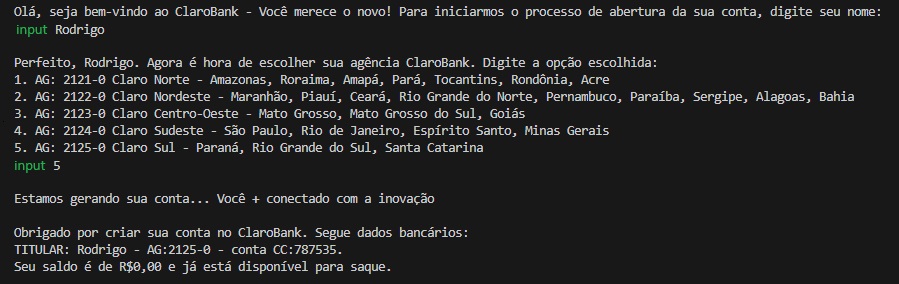 Olá, seja bem-vindo ao ClaroBank - Você merece o novo! Para iniciarmos o processo de abertura da sua conta, digite seu nome:
input Rodrigo
Perfeito, Rodrigo. Agora é hora de escolher sua agência ClaroBank. Digite a opção escolhida:
1. AG: 2121-0 Claro Norte - Amazonas, Roraima, Amapá, Pará, Tocantins, Rondônia, Acre
2. AG: 2122-0 Claro Nordeste - Maranhão, Piauí, Ceará, Rio Grande do Norte, Pernambuco, Paraíba, Sergipe, Alagoas, Bahia
3. AG: 2123-0 Claro Centro-Oeste - Mato Grosso, Mato Grosso do Sul, Goiás
4. AG: 2124-0 Claro Sudeste - São Paulo, Rio de Janeiro, Espírito Santo, Minas Gerais
5. AG: 2125-0 Claro Sul - Paraná, Rio Grande do Sul, Santa Catarina
input 5
Estamos gerando sua conta... Você + conectado com a inovação
Obrigado por criar sua conta no ClaroBank. Segue dados bancários:
TITULAR: Rodrigo - AG:2125-0 - conta CC:787535.
Seu saldo é de R$0,00 e já está disponível para saque.